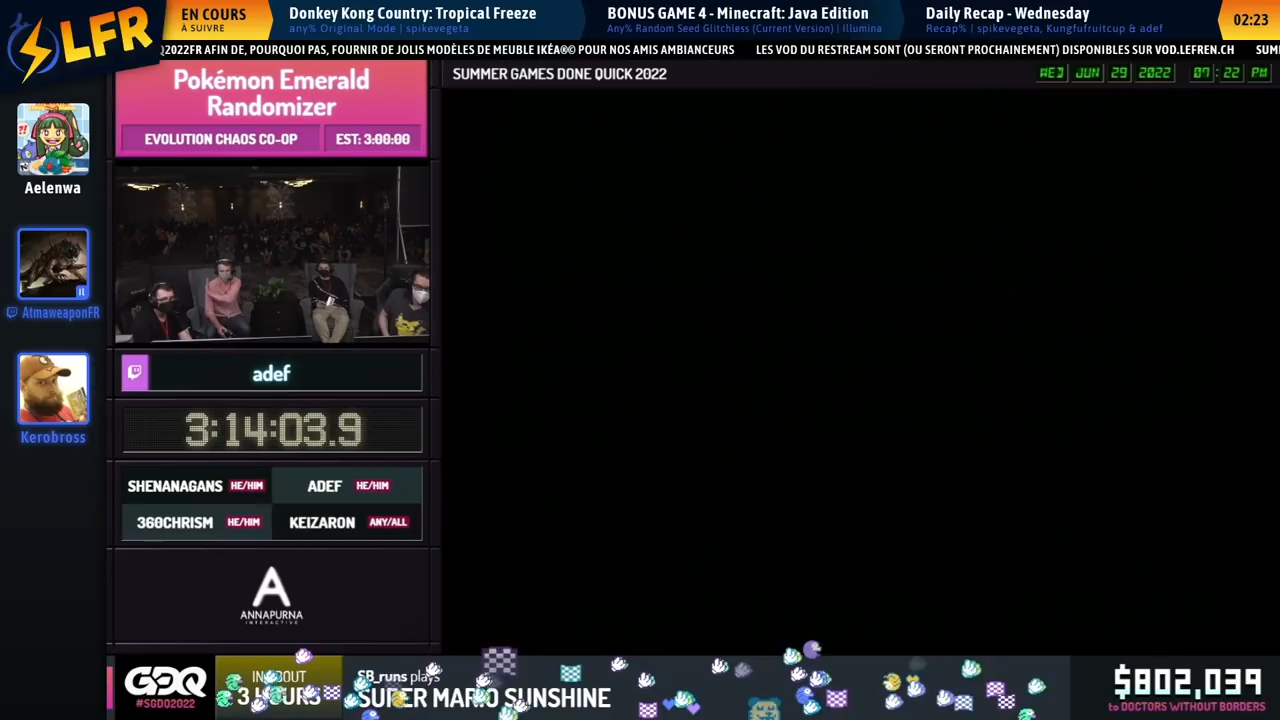 LFR
EN COURS
À SUIVRE
Donkey Kong Country: Tropical Freeze
any% Original Mode | spikevegeta
BONUS GAME 4 - Minecraft: Java Edition
Any% Random Seed Glitchless (Current Version) | Illumina
Daily Recap - Wednesday
Recap% | spikevegeta, Kungfufruitcup & adef
02:23
2022FR AFIN DE, POURQUOI PAS, FOURNIR DE JOLIS MODÈLES DE MEUBLE IKÉA®© POUR NOS AMIS AMBIANCEURS LES VOD DU RESTREAM SONT (OU SERONT PROCHAINEMENT) DISPONIBLES SUR VOD.LEFREN.CH SUM
Pokémon Emerald
Randomizer
EVOLUTION CHAOS CO-OP EST: 3:00:00
SUMMER GAMES DONE QUICK 2022
WED JUN 29 2022 07:22 PM
Aelenwa
AtmaweaponFR
Kerobross
adef
3:14:03.9
SHENANAGANS HE/HIM ADEF HE/HIM
360CHRISM HE/HIM KEIZARON ANY/ALL
ANNAPURNA
INTERACTIVE
GDQ
#SGDQ2022
IN ABOUT
3 HOURS
SB_runs plays
SUPER MARIO SUNSHINE
$802,039
to DOCTORS WITHOUT BORDERS